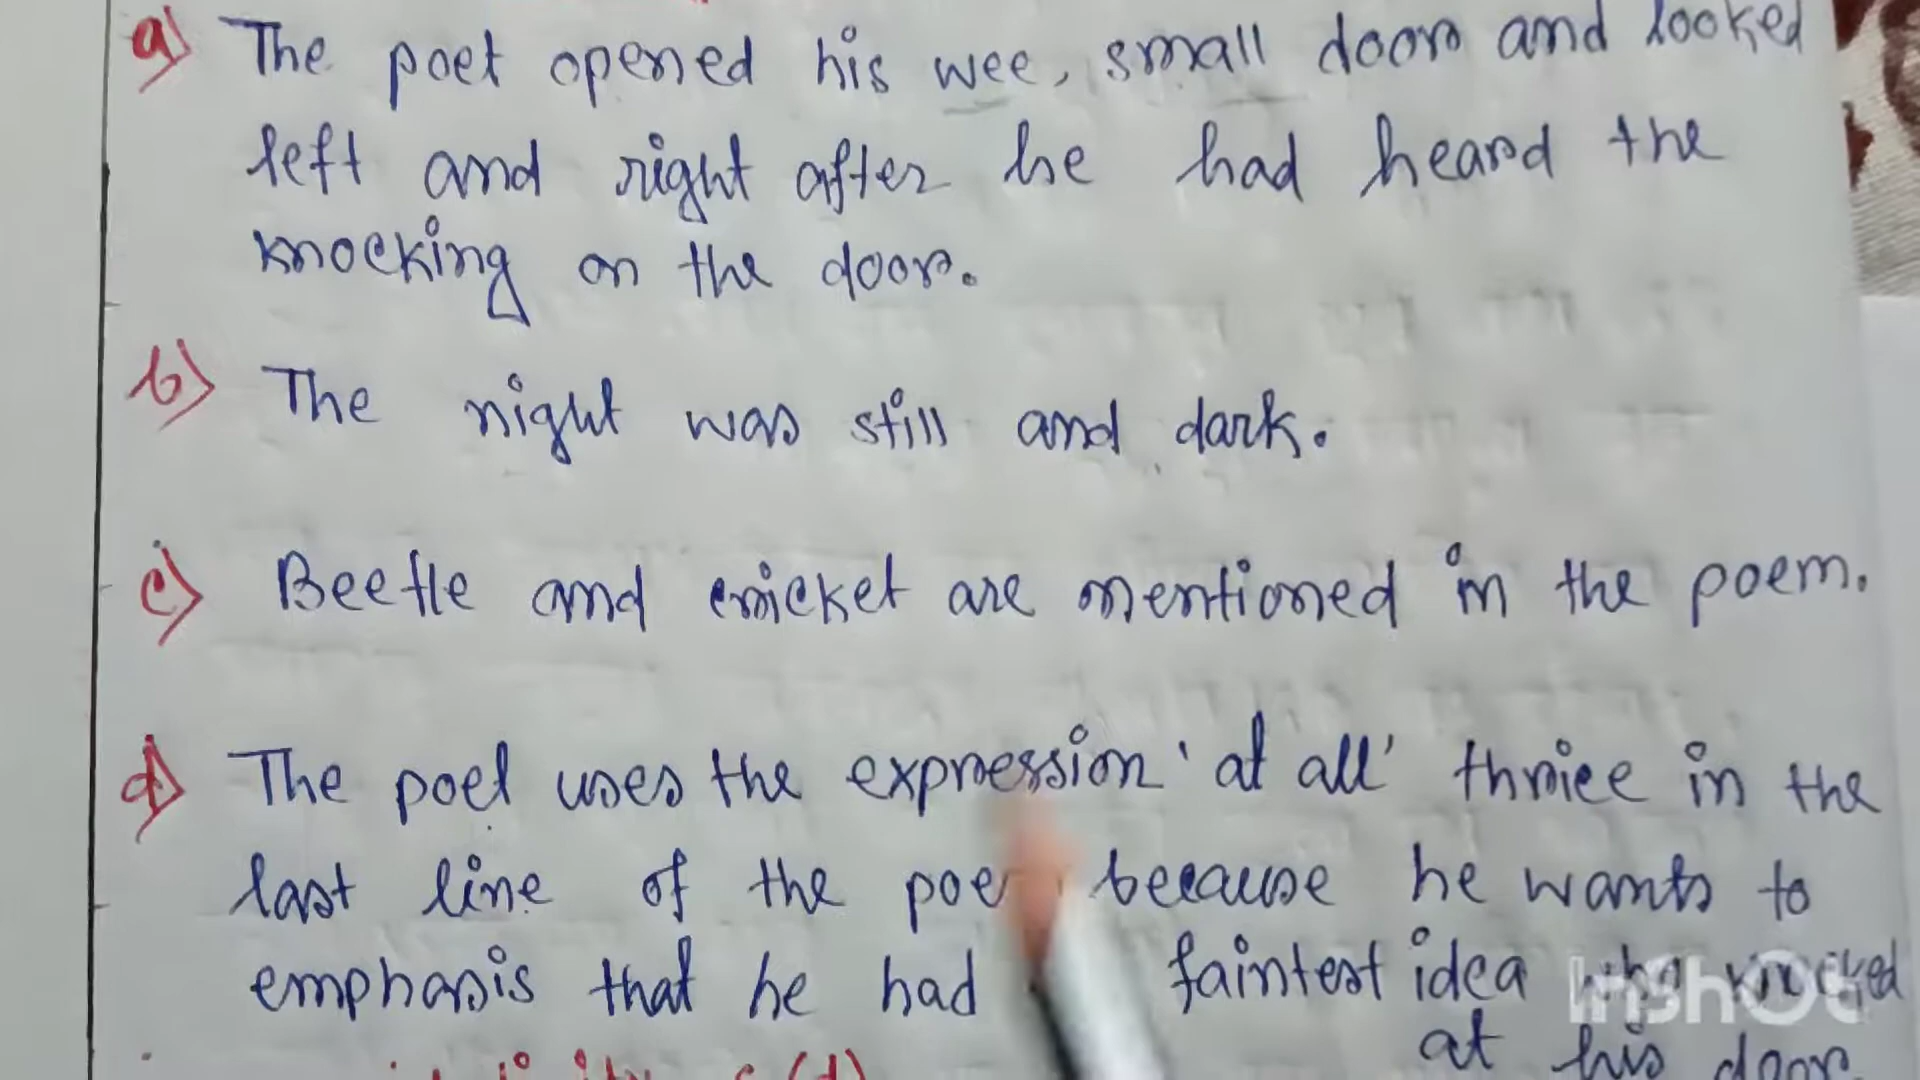 a) The poet opened his wee, small door and looked
left and right after he had heard the
knocking on the door.
b) The night was still and dark.
c) Beetle and cricket are mentioned in the poem.
d) The poet uses the expression 'at all' thrice in the
last line of the poe because he wants to
emphasis that he had faintest idea who knocked
at his door
InShOt
(d)